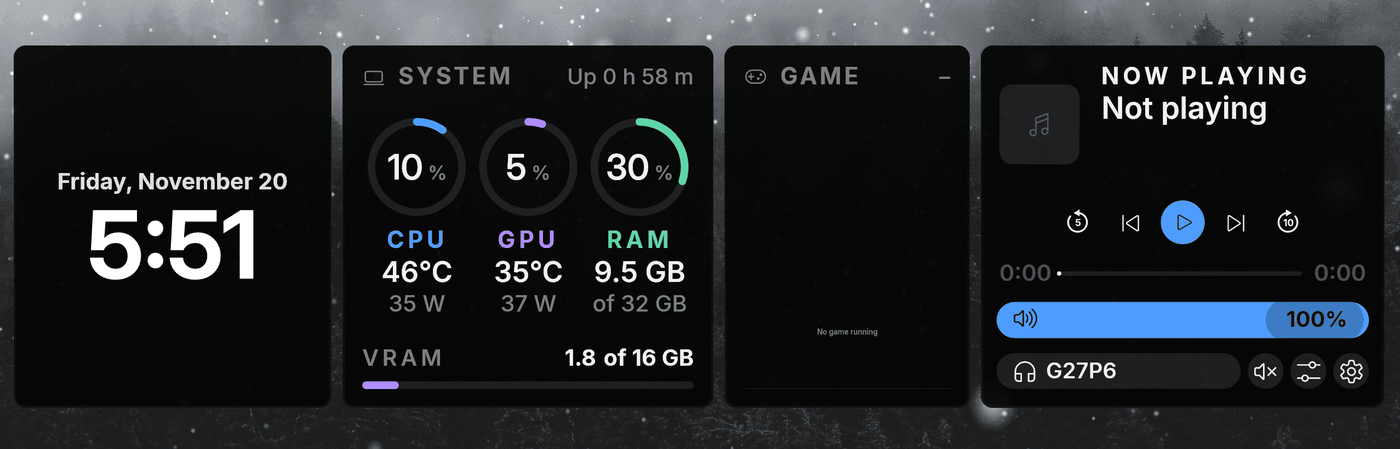 Friday, November 20
5:51
SYSTEM
Up 0 h 58 m
10 %
5 %
30 %
CPU
GPU
RAM
46°C
35°C
9.5 GB
35 W
37 W
of 32 GB
VRAM
1.8 of 16 GB
GAME
–
No game running
NOW PLAYING
Not playing
5
10
0:00
0:00
100%
G27P6